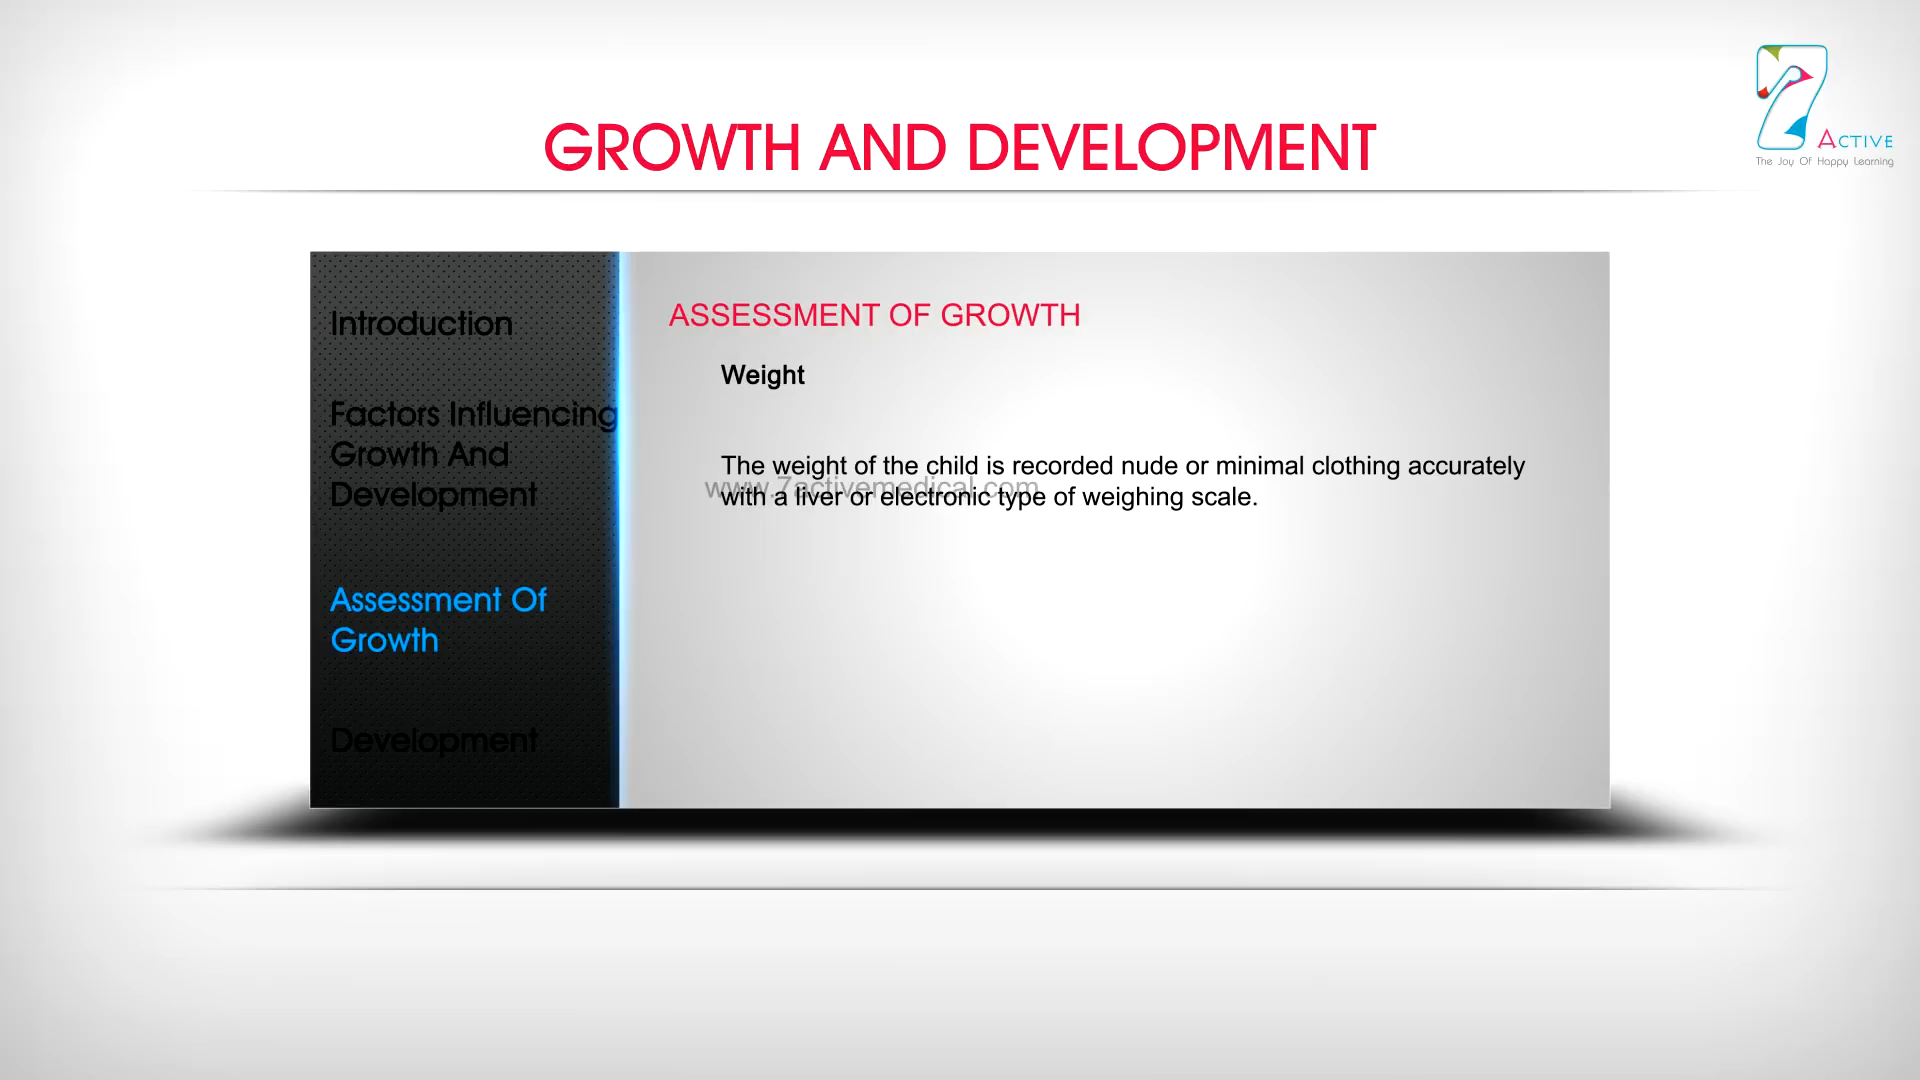 GROWTH AND DEVELOPMENT
7
ACTIVE
The Joy Of Happy Learning
Introduction
Factors Influencing
Growth And
Development
Assessment Of
Growth
Development
ASSESSMENT OF GROWTH
Weight
The weight of the child is recorded nude or minimal clothing accurately
with a liver or electronic type of weighing scale.
www.7activemedical.com